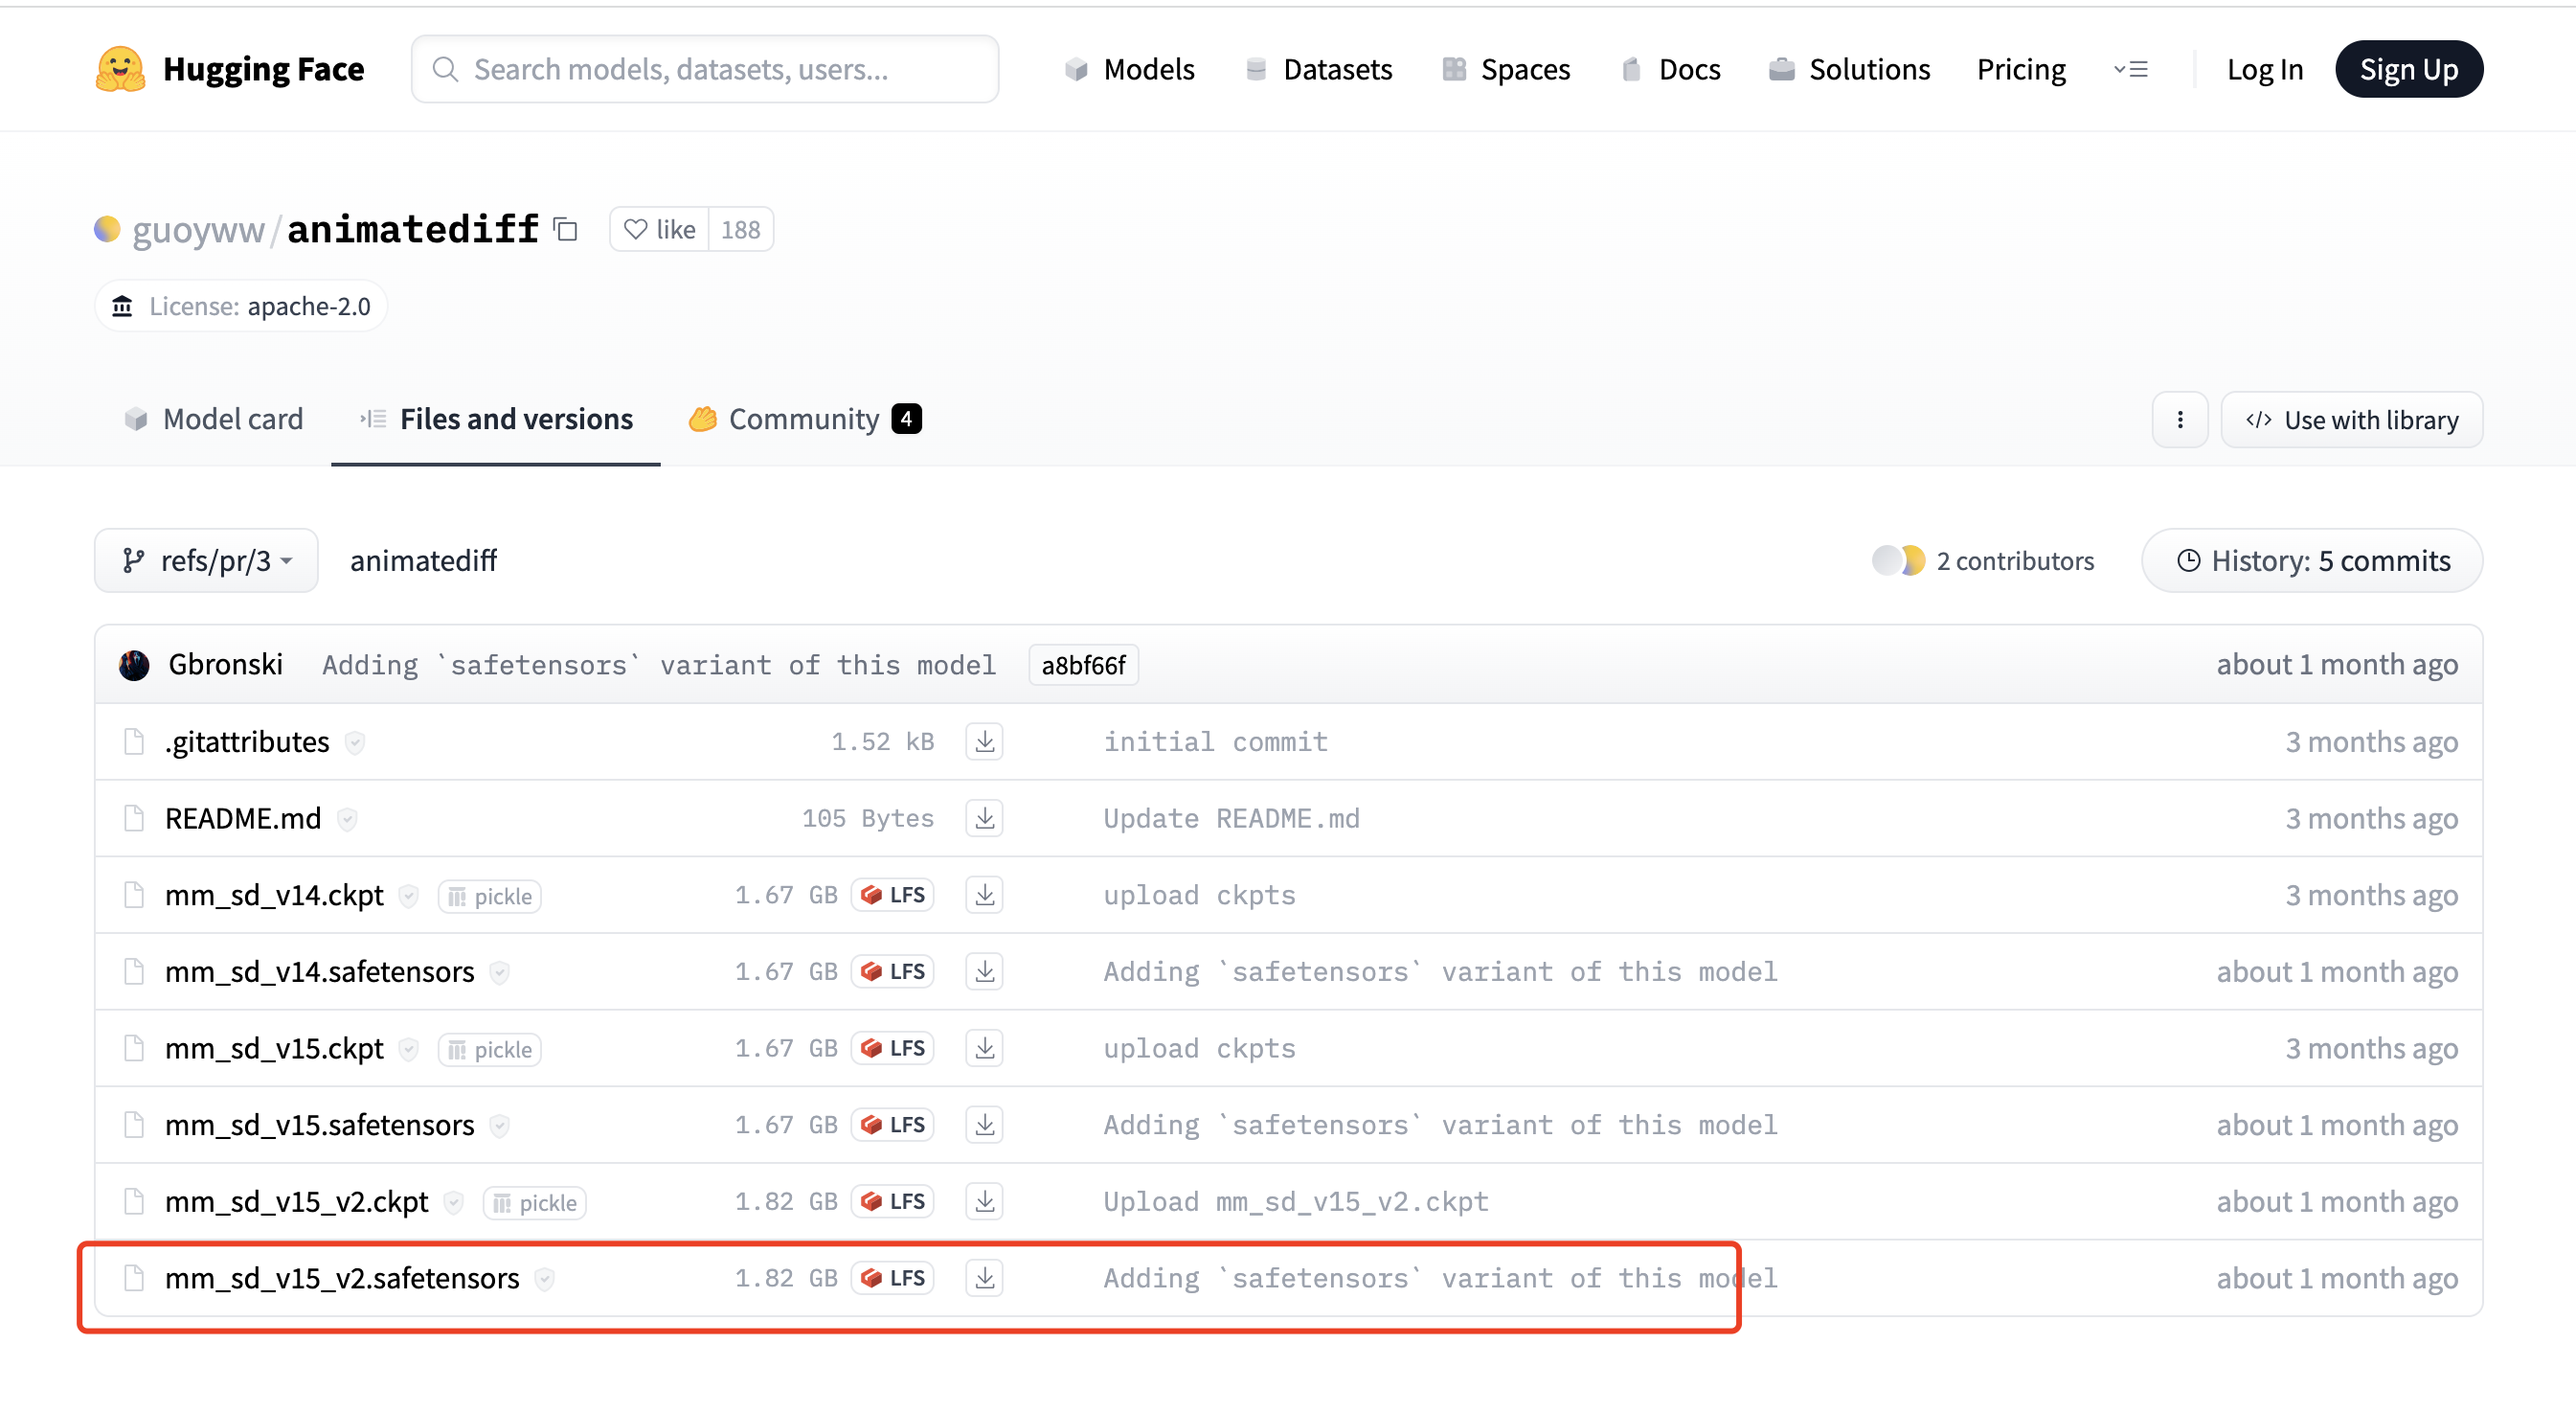 Hugging Face Search models, datasets, users... Models Datasets Spaces Docs Solutions Pricing Log In Sign Up
guoyww/animatediff like 188
License: apache-2.0
Model card Files and versions Community 4 </> Use with library
refs/pr/3 animatediff 2 contributors History: 5 commits
Gbronski Adding `safetensors` variant of this model a8bf66f about 1 month ago
.gitattributes 1.52 kB initial commit 3 months ago
README.md 105 Bytes Update README.md 3 months ago
mm_sd_v14.ckpt pickle 1.67 GB LFS upload ckpts 3 months ago
mm_sd_v14.safetensors 1.67 GB LFS Adding `safetensors` variant of this model about 1 month ago
mm_sd_v15.ckpt pickle 1.67 GB LFS upload ckpts 3 months ago
mm_sd_v15.safetensors 1.67 GB LFS Adding `safetensors` variant of this model about 1 month ago
mm_sd_v15_v2.ckpt pickle 1.82 GB LFS Upload mm_sd_v15_v2.ckpt about 1 month ago
mm_sd_v15_v2.safetensors 1.82 GB LFS Adding `safetensors` variant of this model about 1 month ago